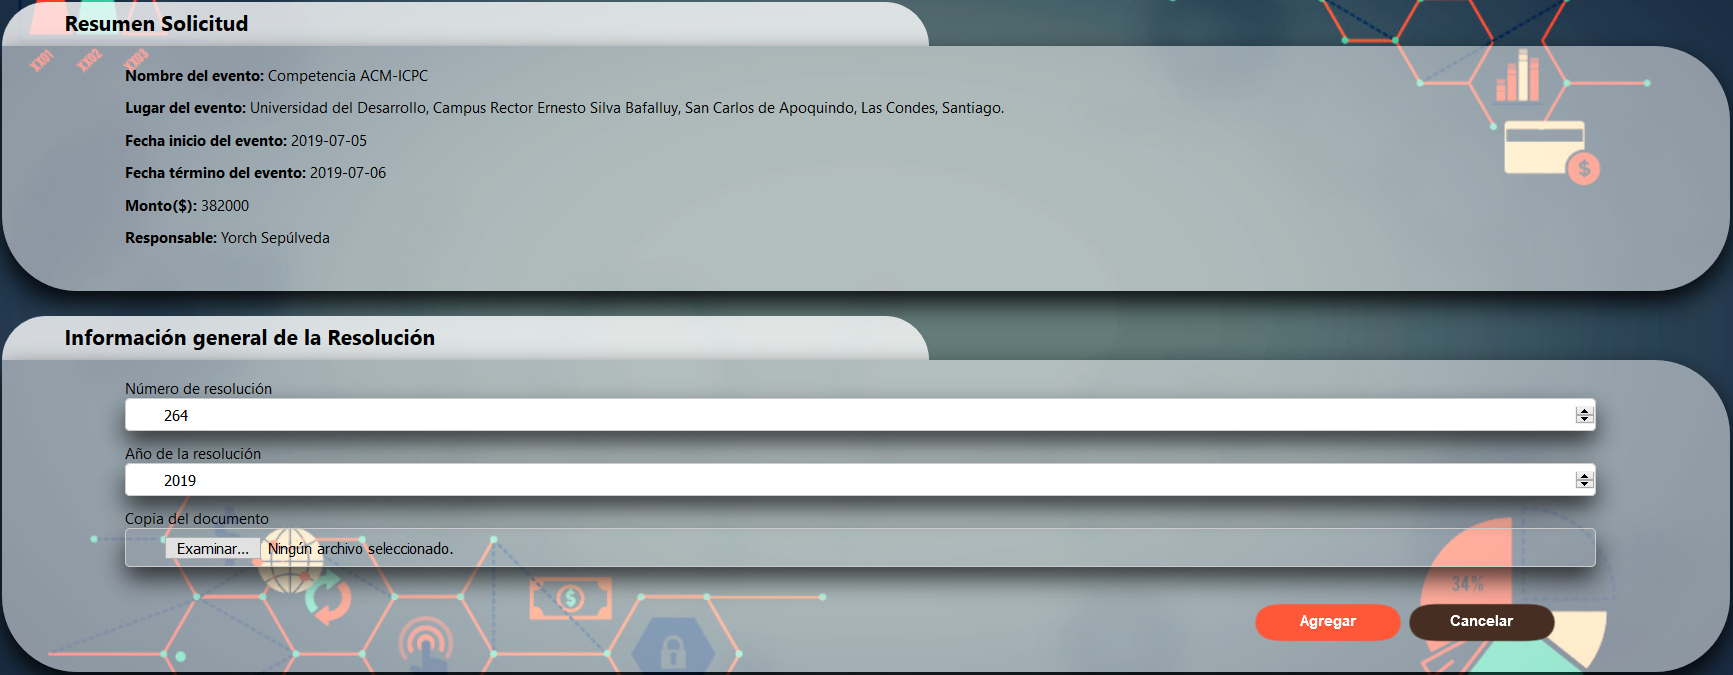 Resumen Solicitud
XX01 XX02 XX03
Nombre del evento: Competencia ACM-ICPC
Lugar del evento: Universidad del Desarrollo, Campus Rector Ernesto Silva Bafalluy, San Carlos de Apoquindo, Las Condes, Santiago.
Fecha inicio del evento: 2019-07-05
Fecha término del evento: 2019-07-06
$
Monto($): 382000
Responsable: Yorch Sepúlveda
Información general de la Resolución
Número de resolución
264
Año de la resolución
2019
Copia del documento
Examinar... Ningún archivo seleccionado.
34%
$
Agregar Cancelar